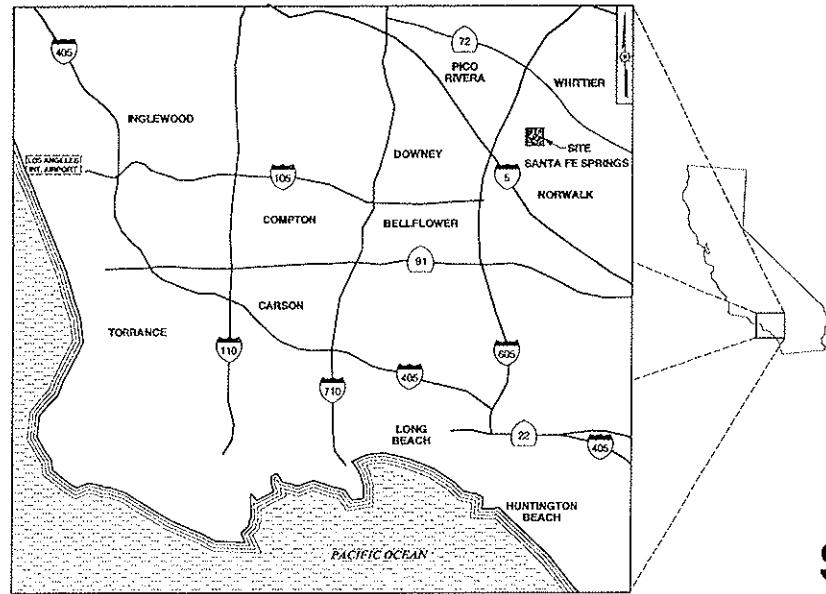 405
72
PICO
RIVERA
WHITTIER
INGLEWOOD
SITE
SANTA FE SPRINGS
LOS ANGELES
INT. AIRPORT
DOWNEY
105
5
NORWALK
COMPTON
BELLFLOWER
91
CARSON
TORRANCE
110
605
710
405
LONG
BEACH
22
405
HUNTINGTON
BEACH
PACIFIC OCEAN